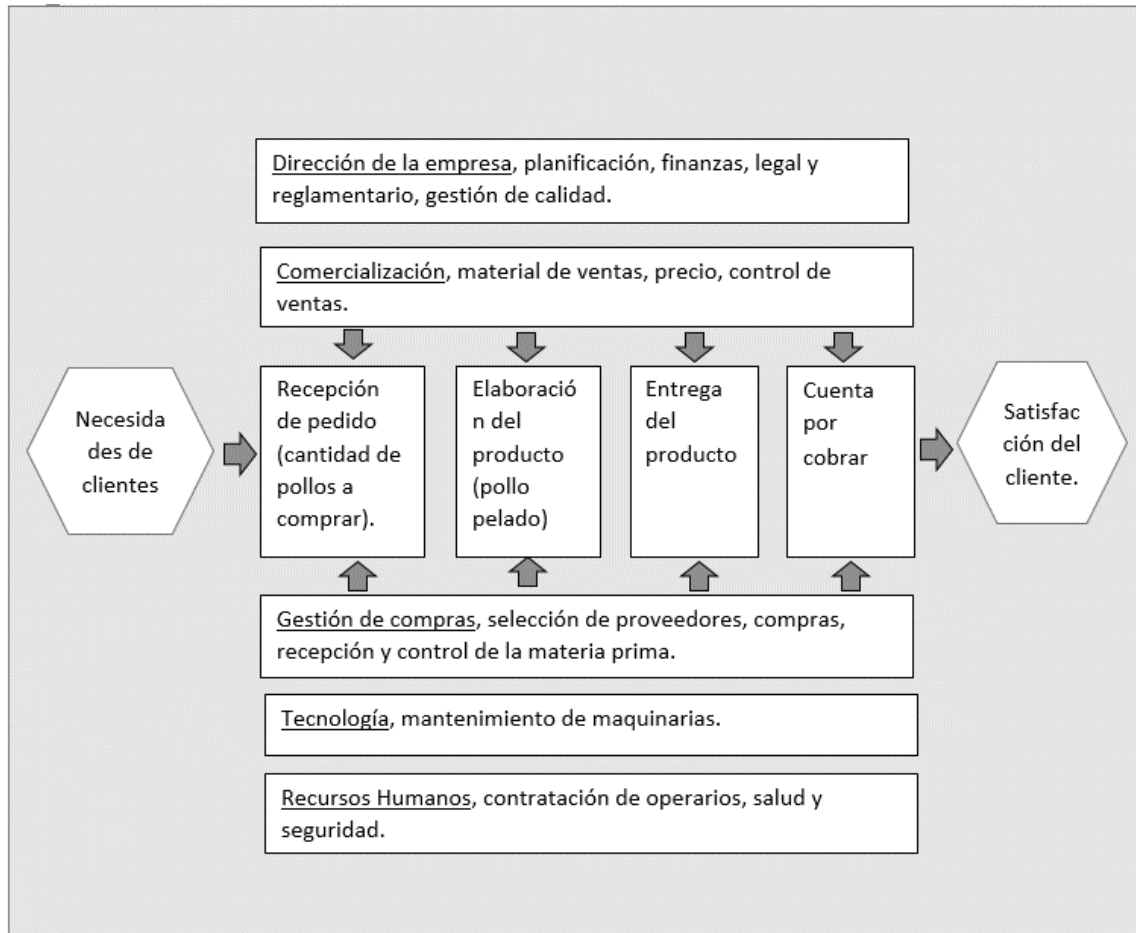 Dirección de la empresa, planificación, finanzas, legal y
reglamentario, gestión de calidad.
Comercialización, material de ventas, precio, control de
ventas.
Necesida
des de
clientes
Recepción
de pedido
(cantidad de
pollos a
comprar).
Elaboració
n del
producto
(pollo
pelado)
Entrega
del
producto
Cuenta
por
cobrar
Satisfac
ción del
cliente.
Gestión de compras, selección de proveedores, compras,
recepción y control de la materia prima.
Tecnología, mantenimiento de maquinarias.
Recursos Humanos, contratación de operarios, salud y
seguridad.